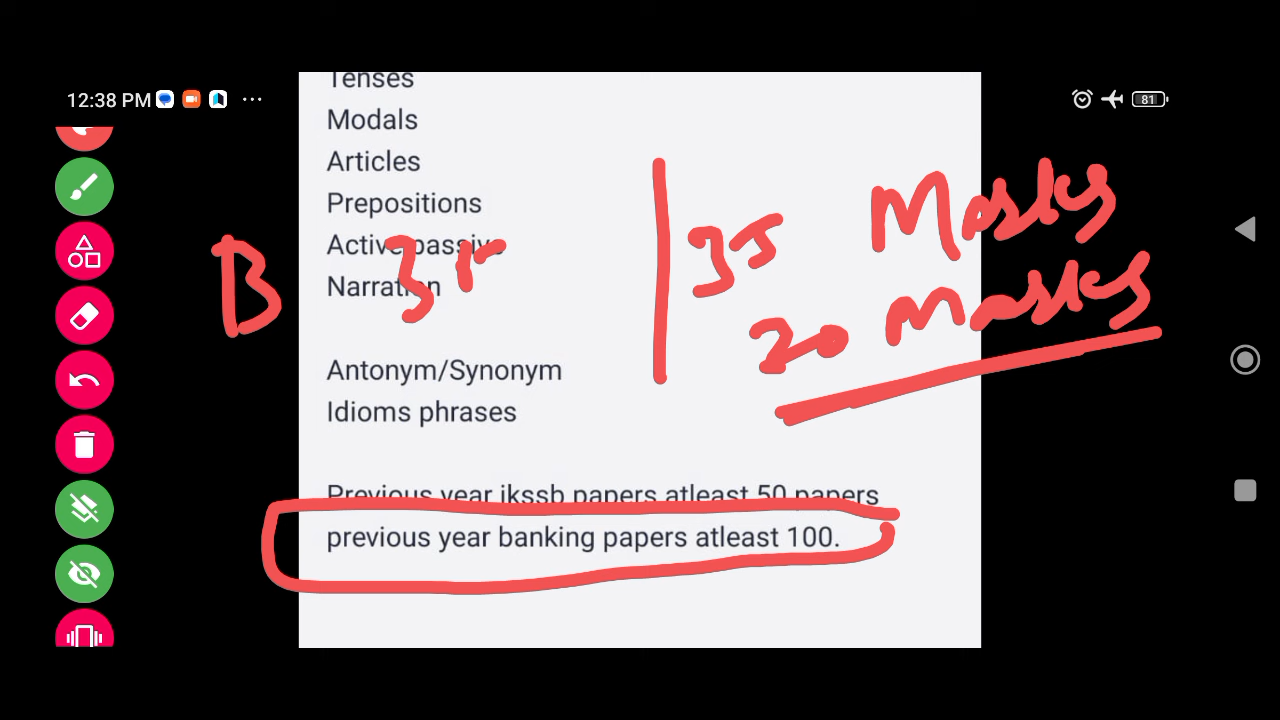 12:38 PM
81
Tenses
Modals
Articles
Prepositions
Active passive
Narration
B
35 Marks
20 Marks
Antonym/Synonym
Idioms phrases
Previous year jkssb papers atleast 50 papers
previous year banking papers atleast 100.